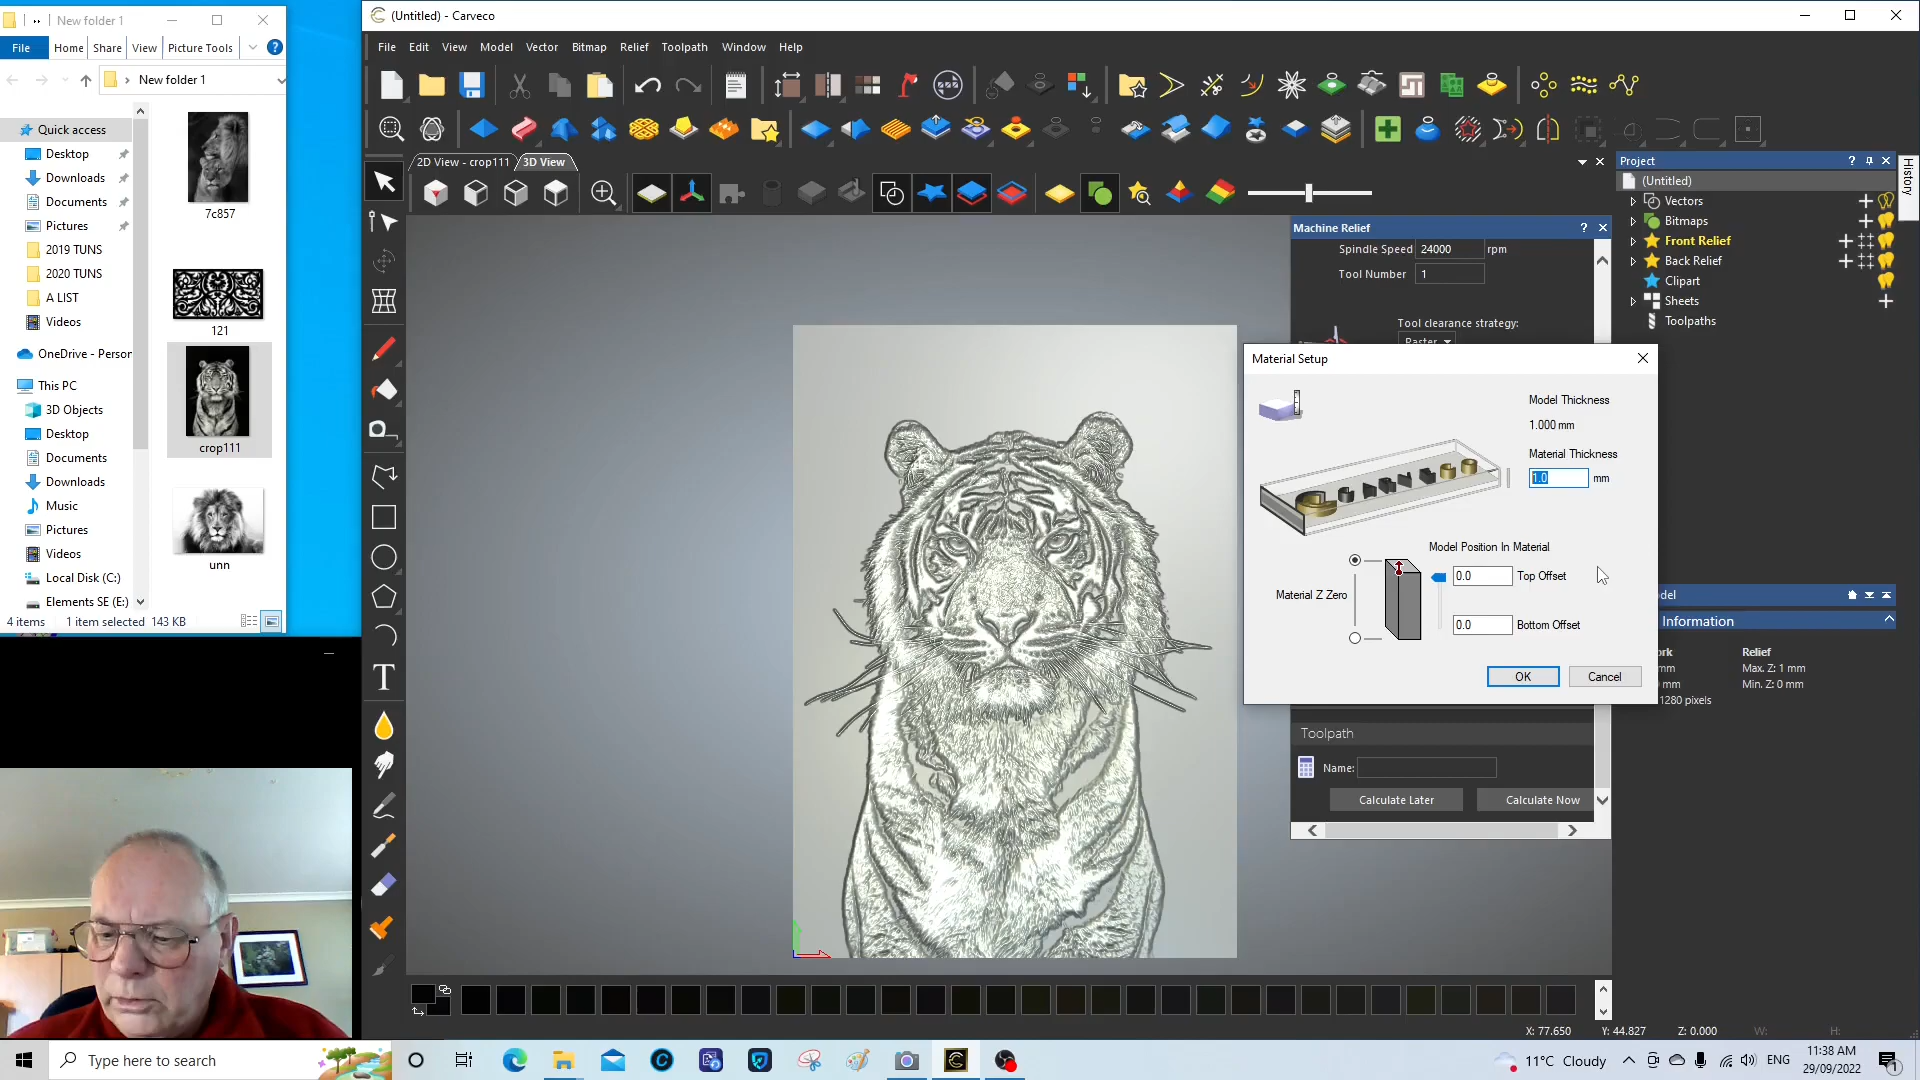 New folder 1
File Home Share View Picture Tools
New folder 1
Quick access
Desktop
Downloads
Documents
Pictures
2019 TUNS
2020 TUNS
A LIST
Videos
OneDrive - Person
This PC
3D Objects
Desktop
Documents
Downloads
Music
Pictures
Videos
Local Disk (C:)
Elements SE (E:)
7c857
121
crop111
unn
4 items 1 item selected 143 KB
(Untitled) - Carveco
File Edit View Model Vector Bitmap Relief Toolpath Window Help
2D View - crop111 3D View
Machine Relief
Spindle Speed 24000 rpm
Tool Number 1
Tool clearance strategy:
Raster
Material Setup
Model Thickness
1.000 mm
Material Thickness
1.0 mm
Model Position In Material
0.0 Top Offset
Material Z Zero
0.0 Bottom Offset
OK Cancel
Toolpath
Name:
Calculate Later Calculate Now
Project
(Untitled)
Vectors
Bitmaps
Front Relief
Back Relief
Clipart
Sheets
Toolpaths
History
del
Information
ork Relief
mm Max. Z: 1 mm
mm Min. Z: 0 mm
1280 pixels
X: 77.650 Y: 44.827 Z: 0.000 W: H:
Type here to search
11°C Cloudy ENG 11:38 AM
29/09/2022